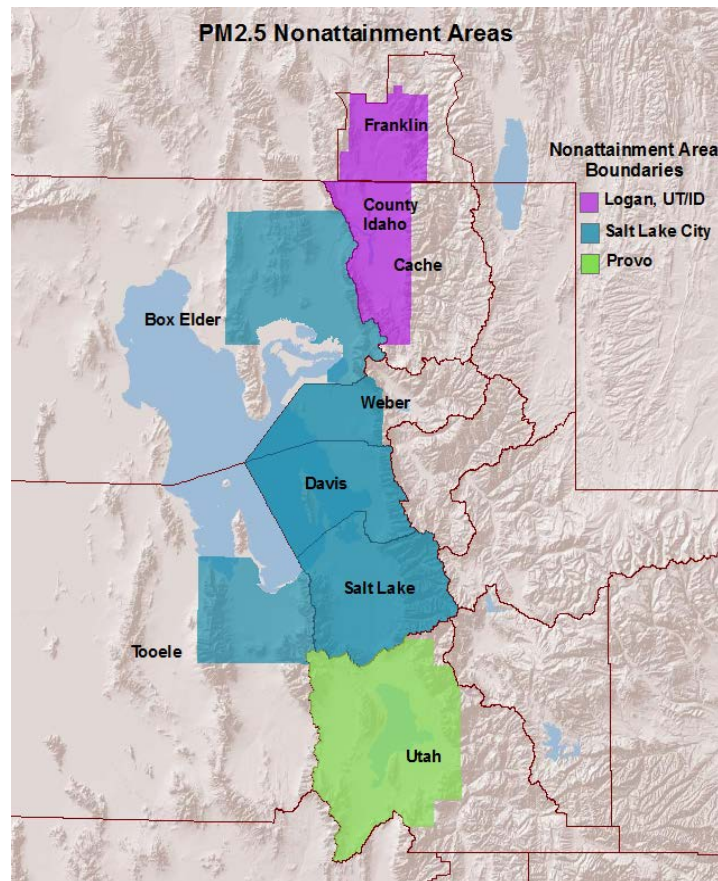 PM2.5 Nonattainment Areas
Franklin
Nonattainment Area
Boundaries
Logan, UT/ID
County
Idaho
Salt Lake City
Cache
Provo
Box Elder
Weber
Davis
Salt Lake
Tooele
Utah